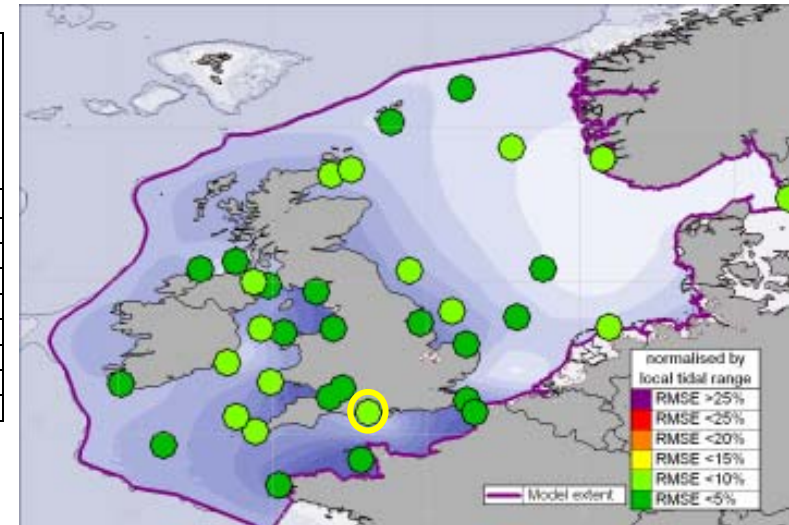 normalised by
local tidal range
RMSE >25%
RMSE <25%
RMSE <20%
RMSE <15%
RMSE <10%
RMSE <5%
Model extent